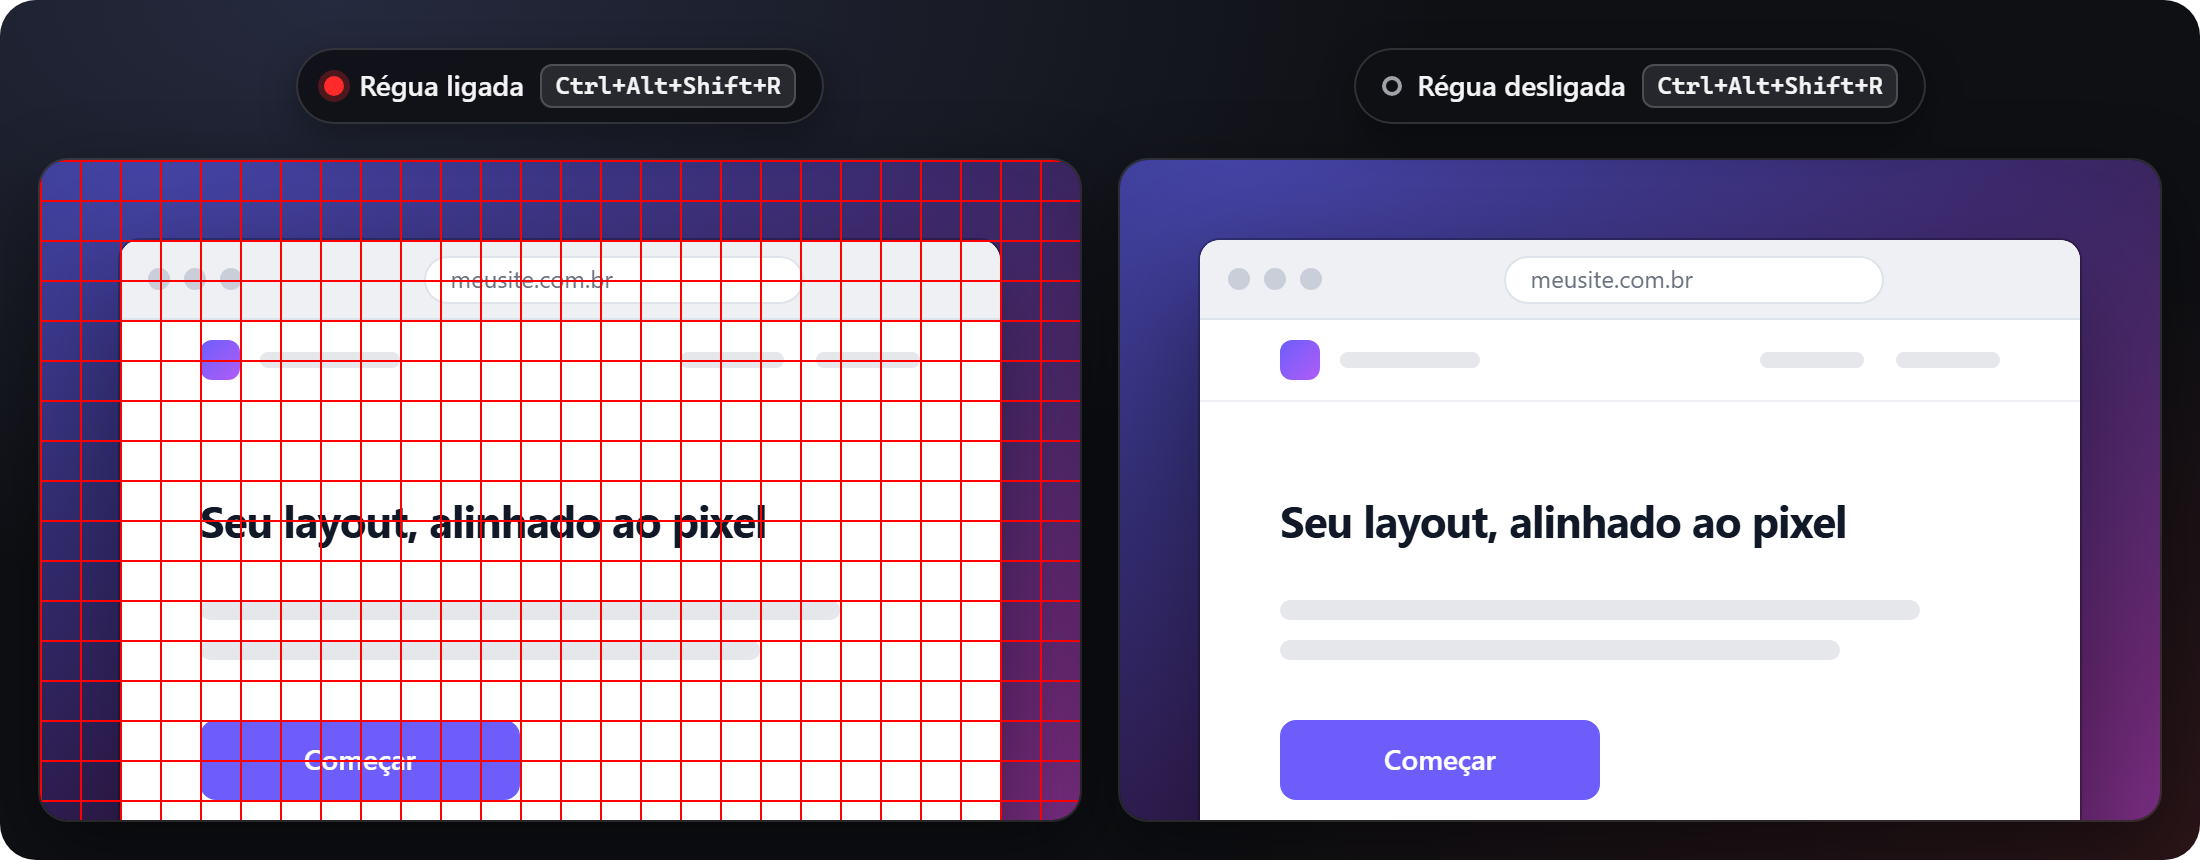 Régua ligada Ctrl+Alt+Shift+R
Régua desligada Ctrl+Alt+Shift+R
meusite.com.br
Seu layout, alinhado ao pixel
Começar
meusite.com.br
Seu layout, alinhado ao pixel
Começar